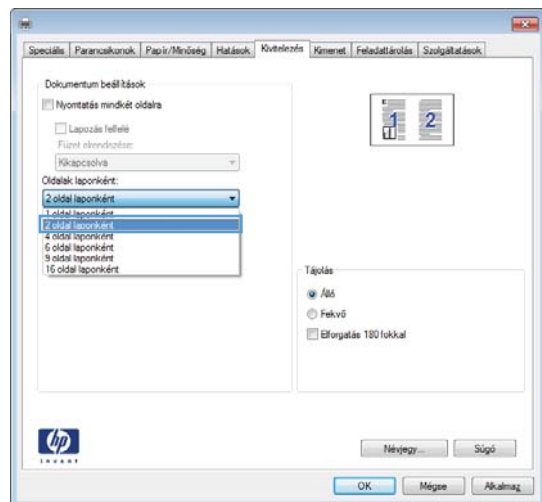 Speciális Parancsikonok Papír/Minőség Hatások Kivitelezés Kimenet Feladattárolás Szolgáltatások
Dokumentum beállítások
Nyomtatás mindkét oldalra
Lapozás felfelé
Füzet elrendezése:
Kikapcsolva
Oldalak laponként:
2 oldal laponként
1 oldal laponként
2 oldal laponként
4 oldal laponként
6 oldal laponként
9 oldal laponként
16 oldal laponként
1 2
Tájolás
Álló
Fekvő
Elforgatás 180 fokkal
hp
invent
Névjegy... Súgó
OK Mégse Alkalmaz